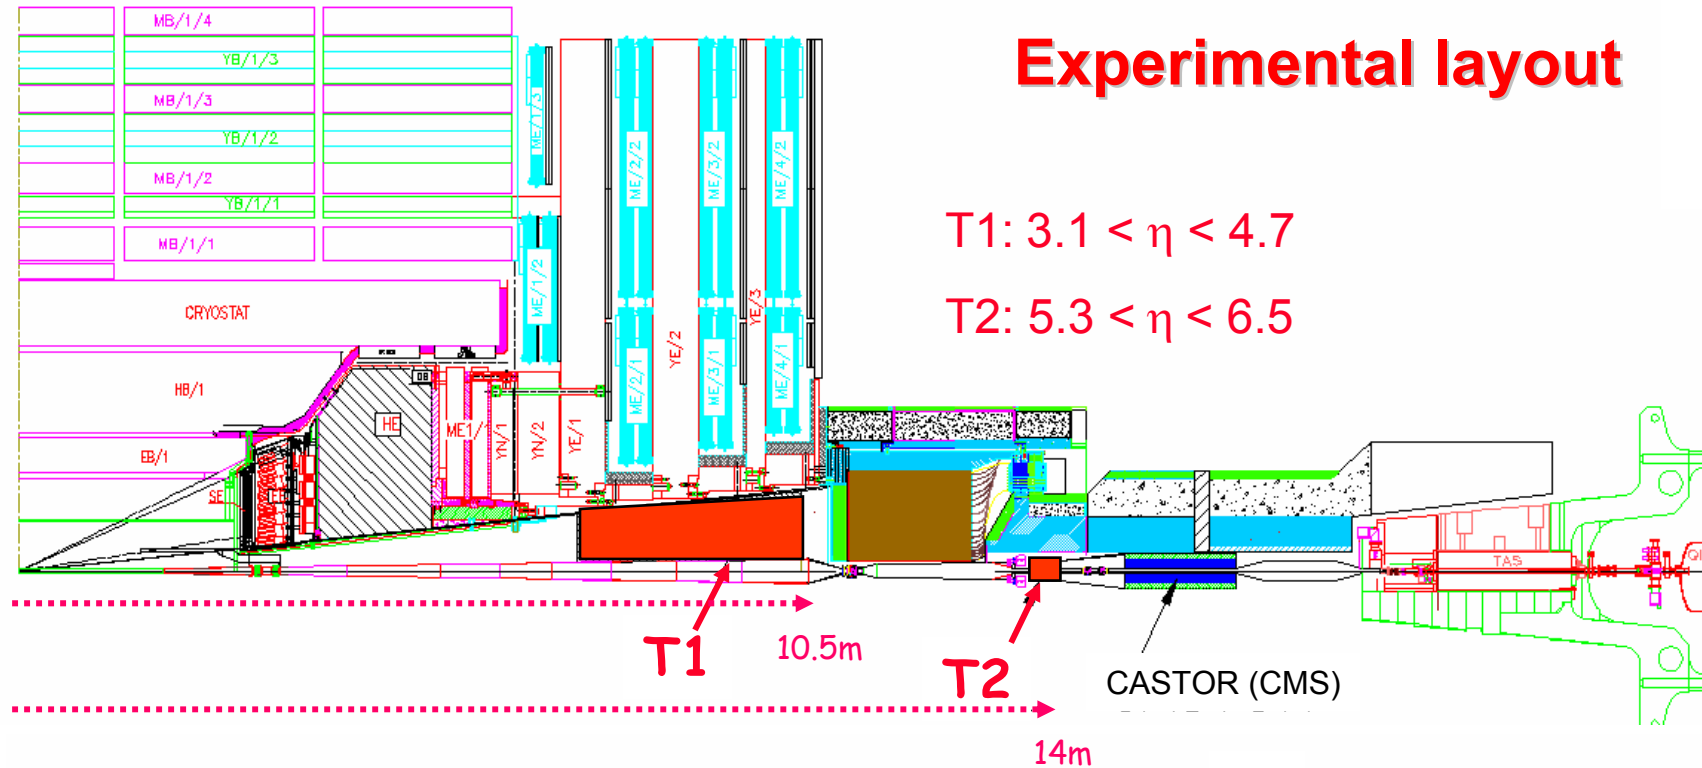 Experimental layout
MB/1/4
YB/1/3
MB/1/3
YB/1/2
MB/1/2
YB/1/1
MB/1/1
CRYOSTAT
HB/1
EB/1
SE
HE
ME1/1
YN/1
YN/2
YE/1
ME/1/3
ME/1/2
ME/2/2
ME/2/1
YE/2
ME/3/2
ME/3/1
YE/3
ME/4/2
ME/4/1
T1: 3.1 < η < 4.7
T2: 5.3 < η < 6.5
TAS
T1
10.5m
T2
CASTOR (CMS)
14m